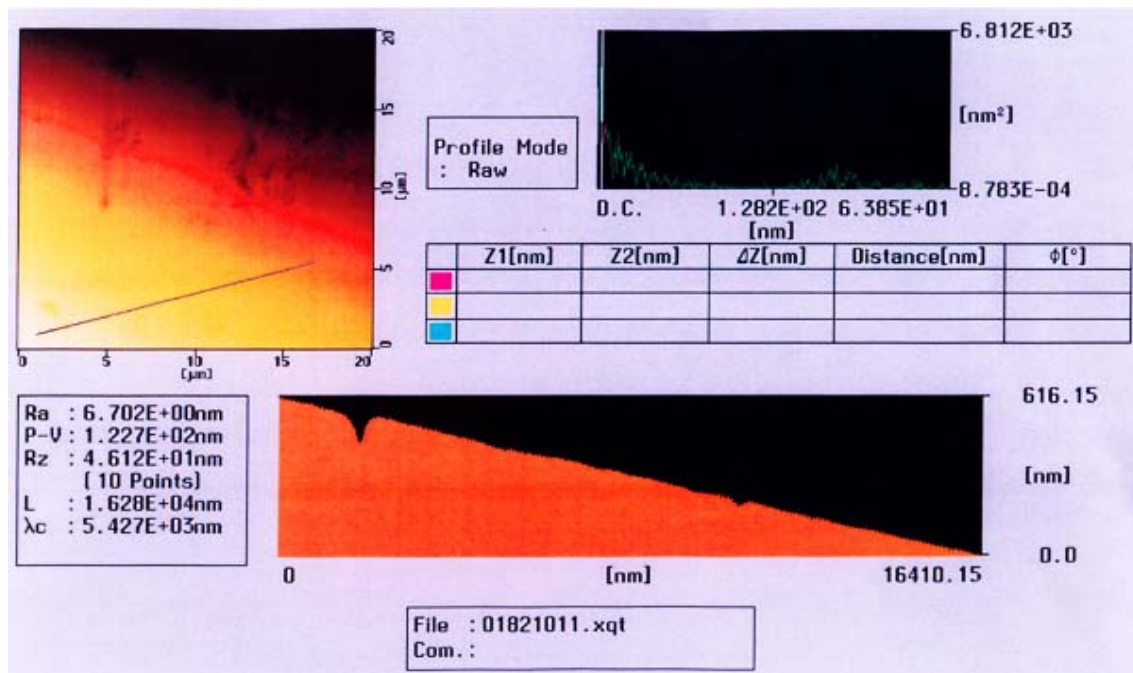 20
15
10
[μm]
5
0
0
5
10
15
20
[μm]
Profile Mode
: Raw
6.812E+03
[nm²]
8.783E-04
D.C. 1.282E+02 6.385E+01
[nm]
Z1[nm] Z2[nm] ΔZ[nm] Distance[nm] Φ[°]
Ra : 6.702E+00nm
P-V: 1.227E+02nm
Rz : 4.612E+01nm
[ 10 Points]
L : 1.628E+04nm
λc : 5.427E+03nm
616.15
[nm]
0.0
0 [nm] 16410.15
File :01821011.xqt
Com.: